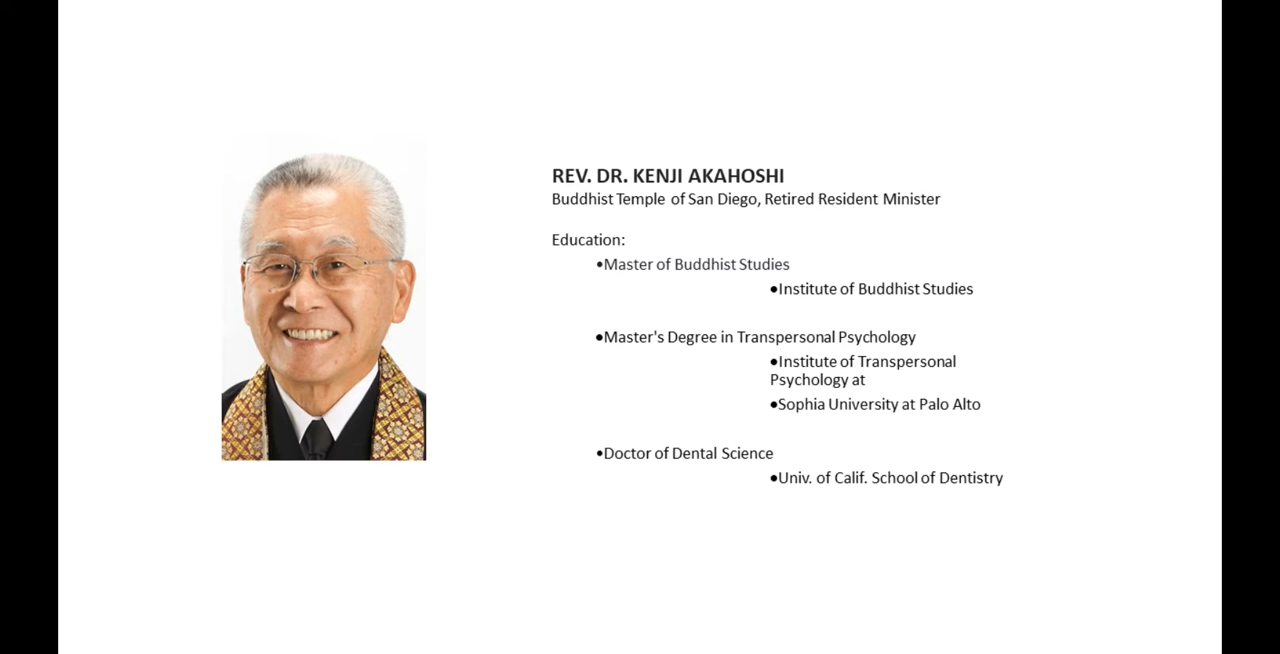 REV. DR. KENJI AKAHOSHI
Buddhist Temple of San Diego, Retired Resident Minister
Education:
•Master of Buddhist Studies
•Institute of Buddhist Studies
•Master's Degree in Transpersonal Psychology
•Institute of Transpersonal
Psychology at
•Sophia University at Palo Alto
•Doctor of Dental Science
•Univ. of Calif. School of Dentistry